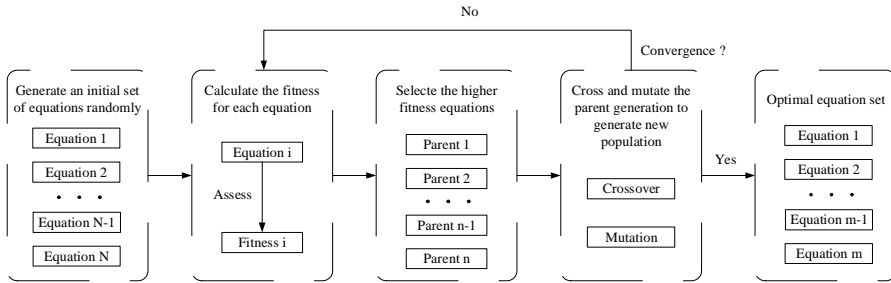 No
Convergence ?
Generate an initial set
of equations randomly
Equation 1
Equation 2
. . .
Equation N-1
Equation N
Calculate the fitness
for each equation
Equation i
Assess
Fitness i
Selecte the higher
fitness equations
Parent 1
Parent 2
. . .
Parent n-1
Parent n
Cross and mutate the
parent generation to
generate new
population
Crossover
Mutation
Yes
Optimal equation set
Equation 1
Equation 2
. . .
Equation m-1
Equation m